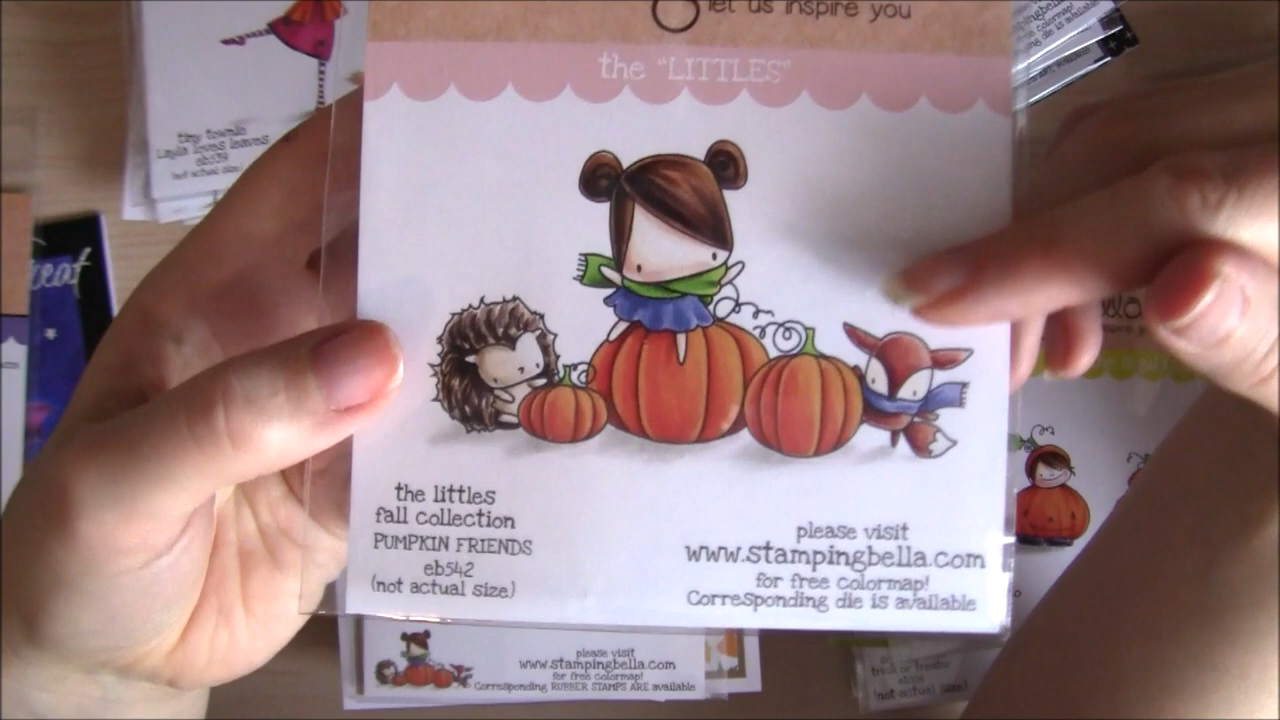 let us inspire you
the "LITTLES"
the littles
fall collection
PUMPKIN FRIENDS
eb542
(not actual size)
please visit
www.stampingbella.com
for free colormap!
Corresponding die is available
tiny townie
Layla loves leaves
eb539
(not actual size)
please visit
www.stampingbella.com
for free colormap!
Corresponding RUBBER STAMPS ARE available
trick or treater
(not actual size)